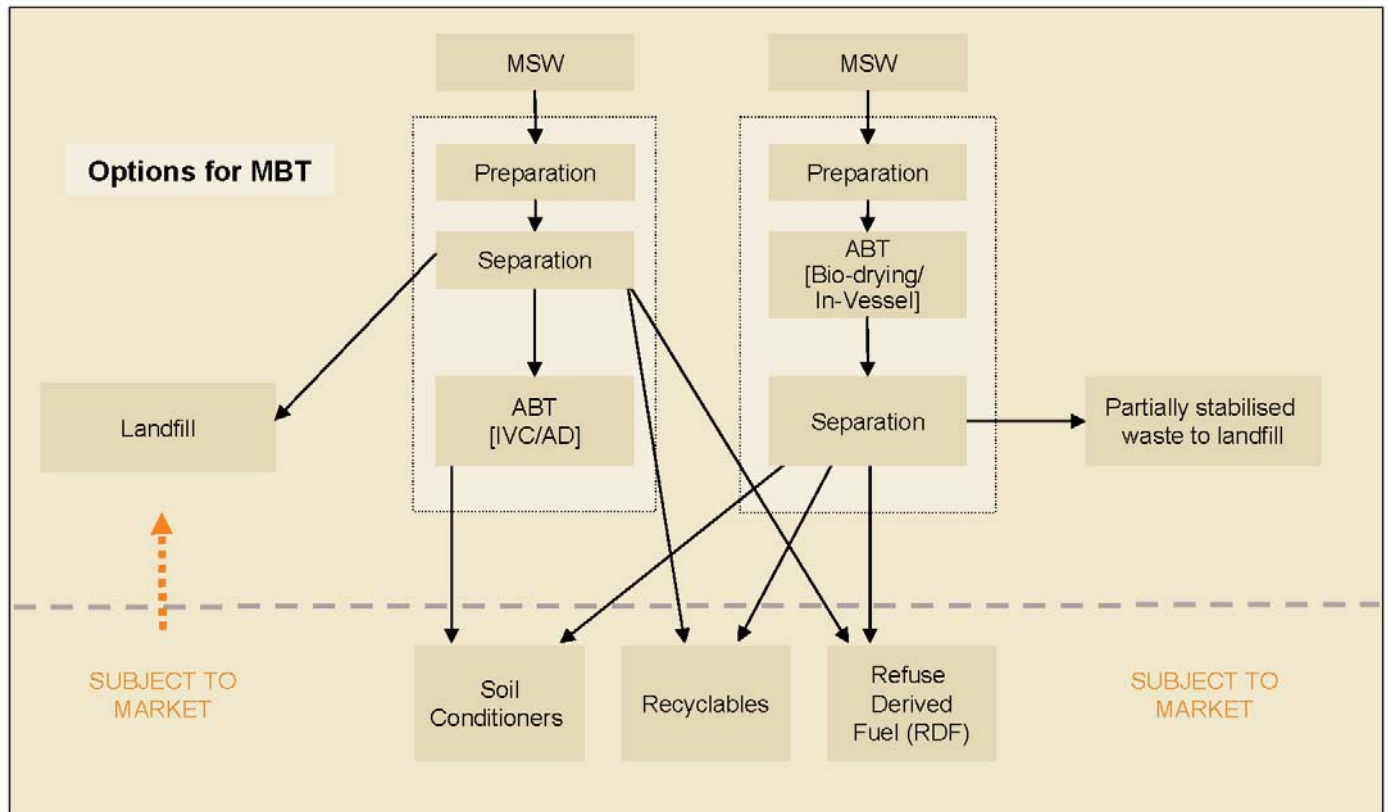 MSW
MSW
Options for MBT
Preparation
Preparation
Separation
ABT
[Bio-drying/
In-Vessel]
Landfill
ABT
[IVC/AD]
Separation
Partially stabilised
waste to landfill
SUBJECT TO
MARKET
Soil
Conditioners
Recyclables
Refuse
Derived
Fuel (RDF)
SUBJECT TO
MARKET